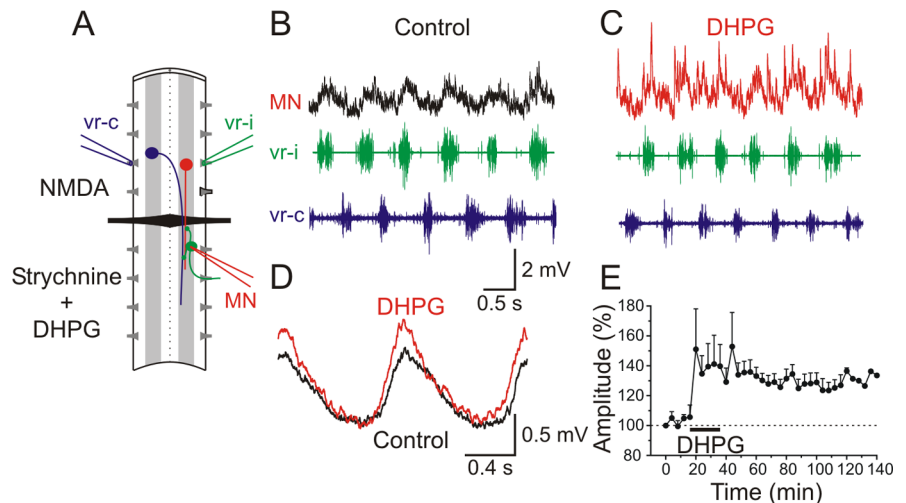 A
vr-c
vr-i
NMDA
Strychnine
+
DHPG
MN
B
Control
MN
vr-i
vr-c
2 mV
0.5 s
C
DHPG
D
DHPG
Control
0.5 mV
0.4 s
E
Amplitude (%)
180
160
140
120
100
80
DHPG
0 20 40 60 80 100 120 140
Time (min)